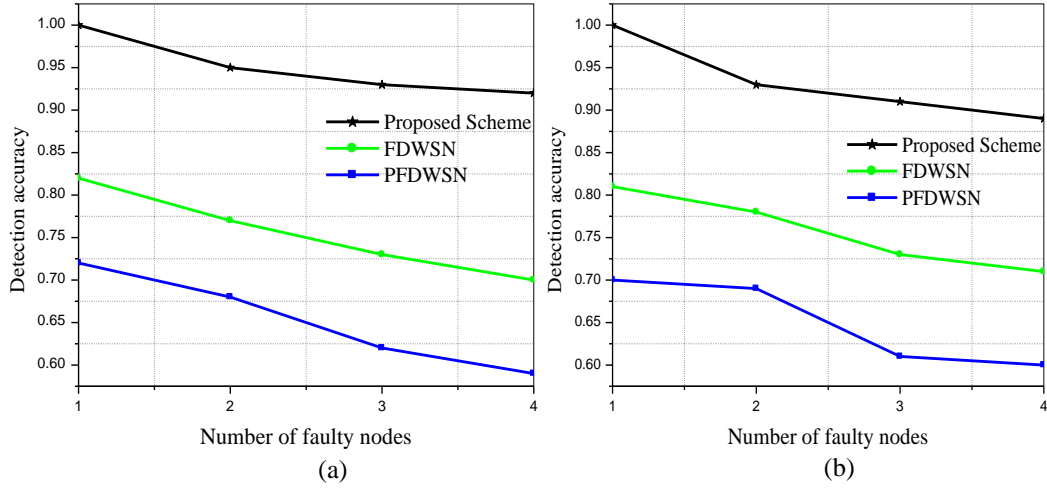 1.00
0.95
0.90
0.85
0.80
0.75
0.70
0.65
0.60
Detection accuracy
Proposed Scheme
FDWSN
PFDWSN
1 2 3 4
Number of faulty nodes
(a)
1.00
0.95
0.90
0.85
0.80
0.75
0.70
0.65
0.60
Detection accuracy
Proposed Scheme
FDWSN
PFDWSN
1 2 3 4
Number of faulty nodes
(b)